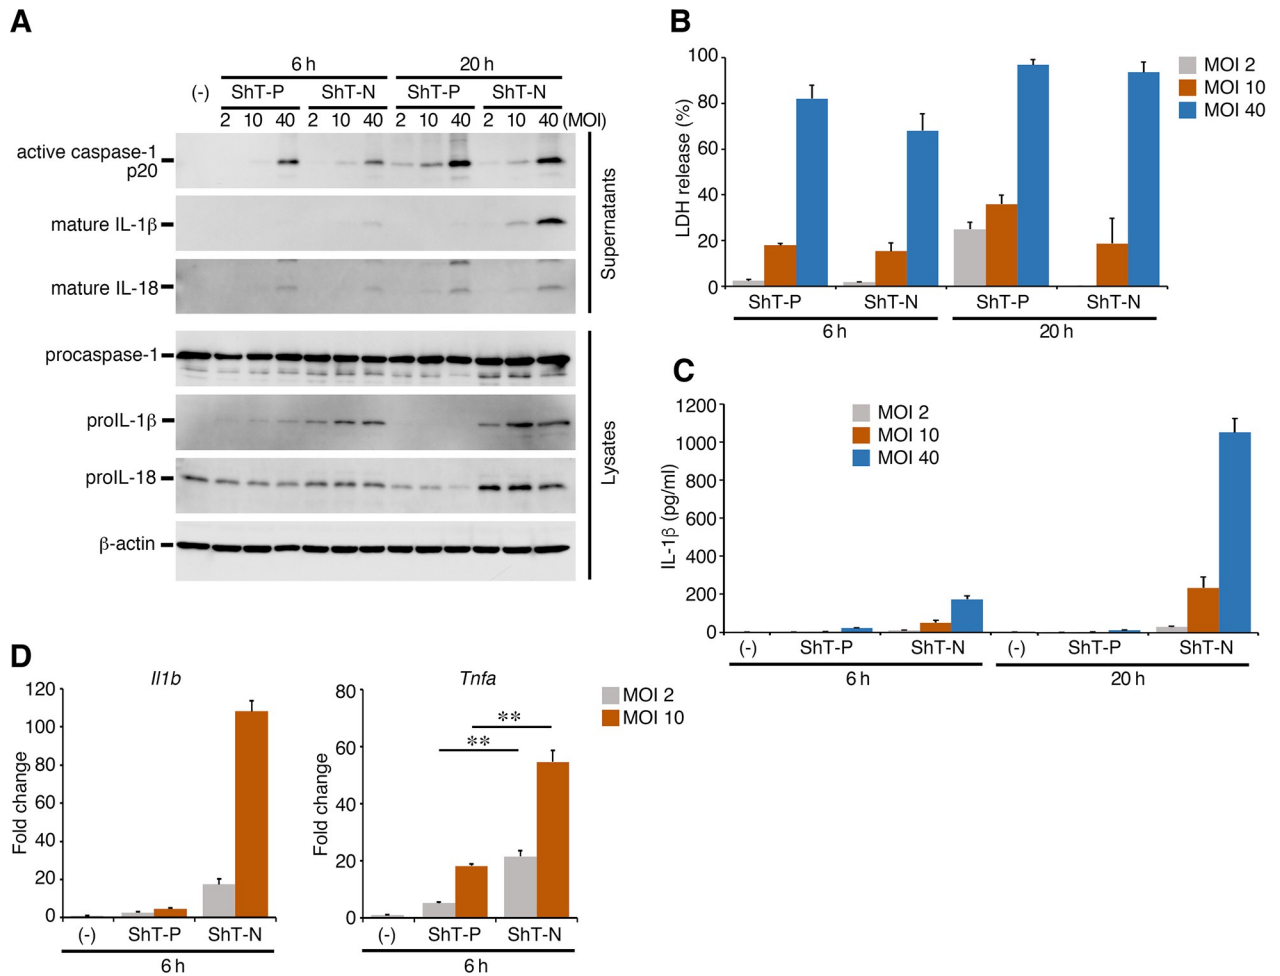 A
6 h 20 h
(-) ShT-P ShT-N ShT-P ShT-N
2 10 40 2 10 40 2 10 40 2 10 40 (MOI)
active caspase-1
p20
mature IL-1β
mature IL-18
Supernatants
procaspase-1
proIL-1β
proIL-18
β-actin
Lysates
B
LDH release (%)
100
80
60
40
20
0
ShT-P ShT-N ShT-P ShT-N
6 h 20 h
MOI 2
MOI 10
MOI 40
C
IL-1β (pg/ml)
1200
1000
800
600
400
200
0
MOI 2
MOI 10
MOI 40
(-) ShT-P ShT-N (-) ShT-P ShT-N
6 h 20 h
D
Il1b
Fold change
120
100
80
60
40
20
0
(-) ShT-P ShT-N
6 h
Tnfa
Fold change
80
60
40
20
0
**
**
(-) ShT-P ShT-N
6 h
MOI 2
MOI 10